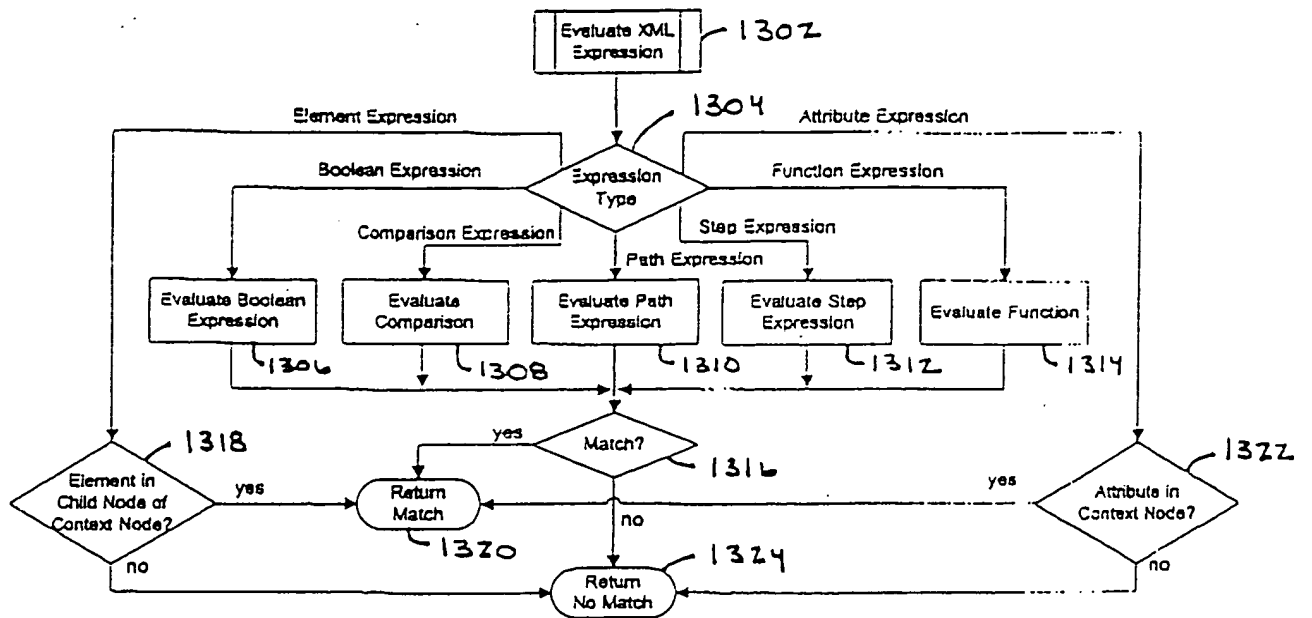 Evaluate XML
Expression
1302
1304
Element Expression
Attribute Expression
Boolean Expression
Function Expression
Expression
Type
Comparison Expression
Step Expression
Path Expression
Evaluate Boolean
Expression
Evaluate
Comparison
Evaluate Path
Expression
Evaluate Step
Expression
Evaluate Function
1306
1308
1310
1312
1314
1318
yes
Match?
1316
1322
Element in
Child Node of
Context Node?
yes
Return
Match
yes
Attribute in
Context Node?
no
1320
no
1324
no
Return
No Match